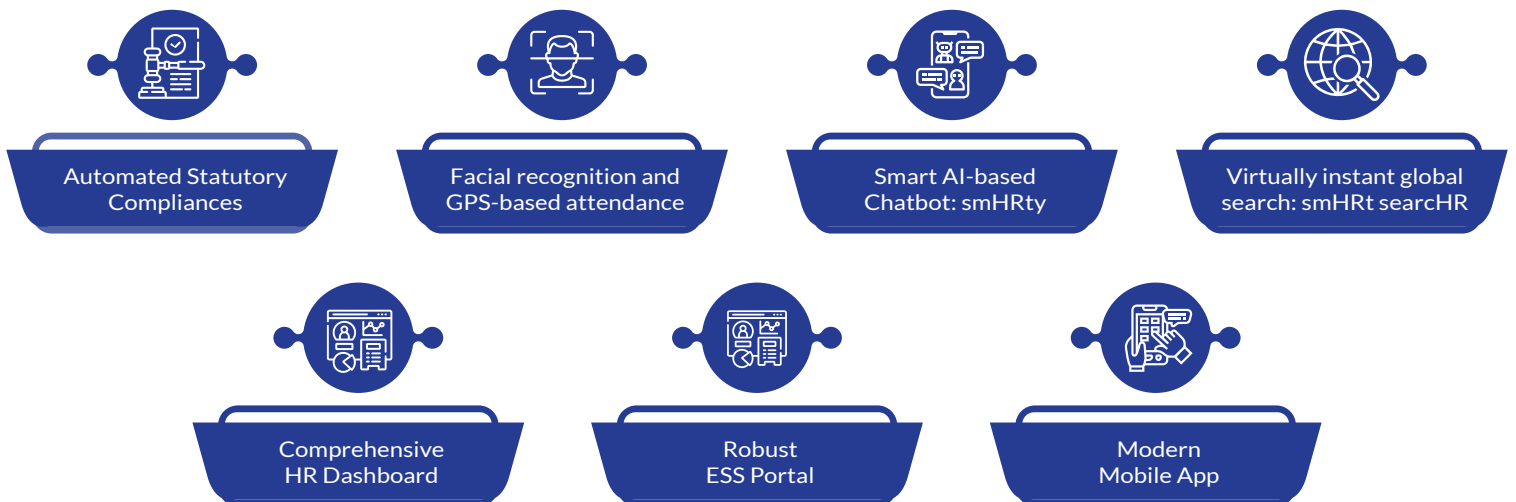 Automated Statutory
Compliances
Facial recognition and
GPS-based attendance
Smart AI-based
Chatbot: smHRty
Virtually instant global
search: smHRt searcHR
Comprehensive
HR Dashboard
Robust
ESS Portal
Modern
Mobile App